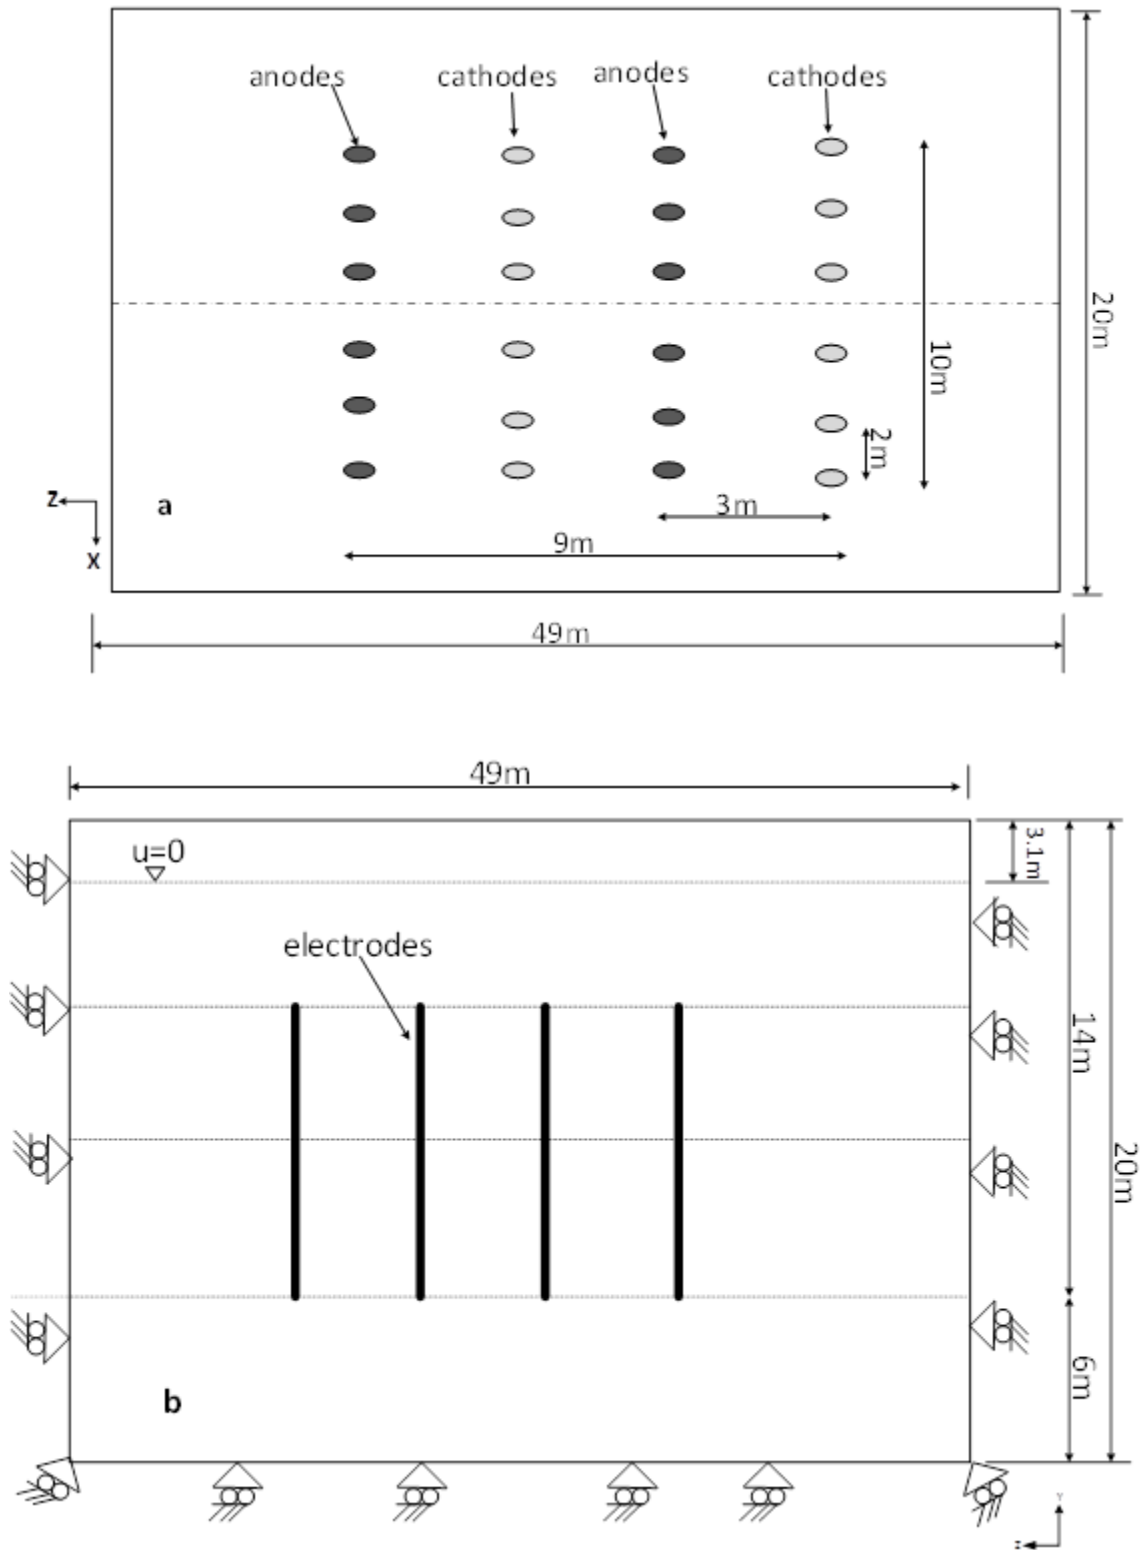 anodes
cathodes
anodes
cathodes
20m
10m
2m
3m
9m
Z
X
a
49m
49m
u=0
3.1m
electrodes
14m
20m
6m
b
Y
z